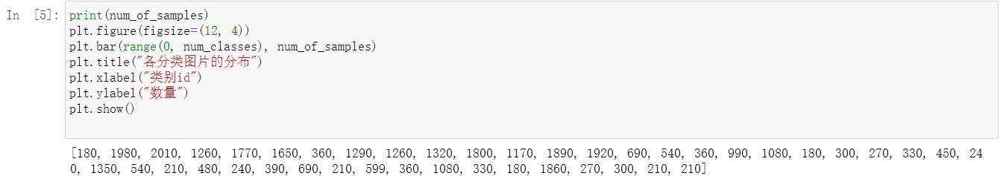 In [5]: print(num_of_samples)
plt.figure(figsize=(12, 4))
plt.bar(range(0, num_classes), num_of_samples)
plt.title("各分类图片的分布")
plt.xlabel("类别id")
plt.ylabel("数量")
plt.show()
[180, 1980, 2010, 1260, 1770, 1650, 360, 1290, 1260, 1320, 1800, 1170, 1890, 1920, 690, 540, 360, 990, 1080, 180, 300, 270, 330, 450, 24
0, 1350, 540, 210, 480, 240, 390, 690, 210, 599, 360, 1080, 330, 180, 1860, 270, 300, 210, 210]